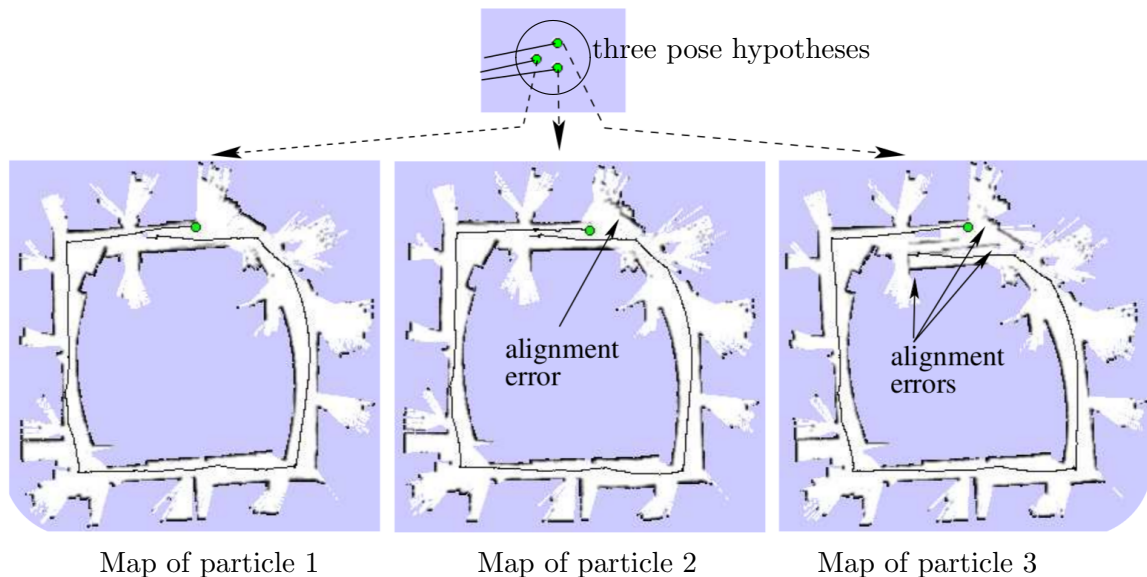 three pose hypotheses
alignment
error
alignment
errors
Map of particle 1
Map of particle 2
Map of particle 3